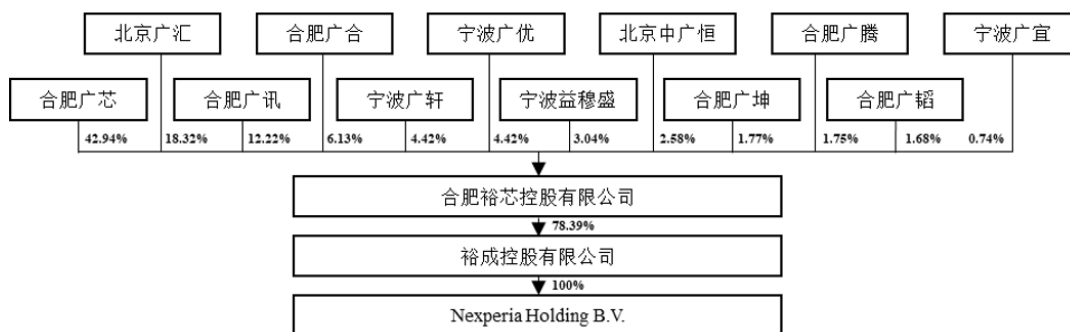 北京广汇
合肥广合
宁波广优
北京中广恒
合肥广腾
宁波广宜
合肥广芯
合肥广讯
宁波广轩
宁波益穆盛
合肥广坤
合肥广韬
42.94%
18.32%
12.22%
6.13%
4.42%
4.42%
3.04%
2.58%
1.77%
1.75%
1.68%
0.74%
合肥裕芯控股有限公司
78.39%
裕成控股有限公司
100%
Nexperia Holding B.V.